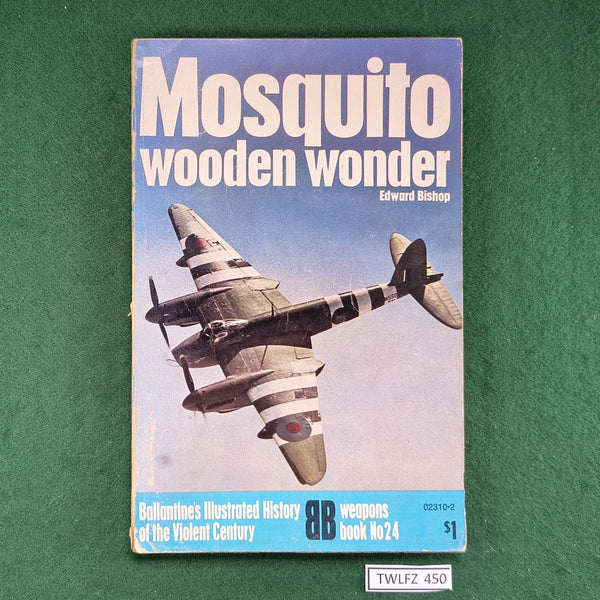 Mosquito
wooden wonder
Edward Bishop
Ballantine's Illustrated History
of the Violent Century
BB
weapons
book No 24
02310·2
$1
TWLFZ 450